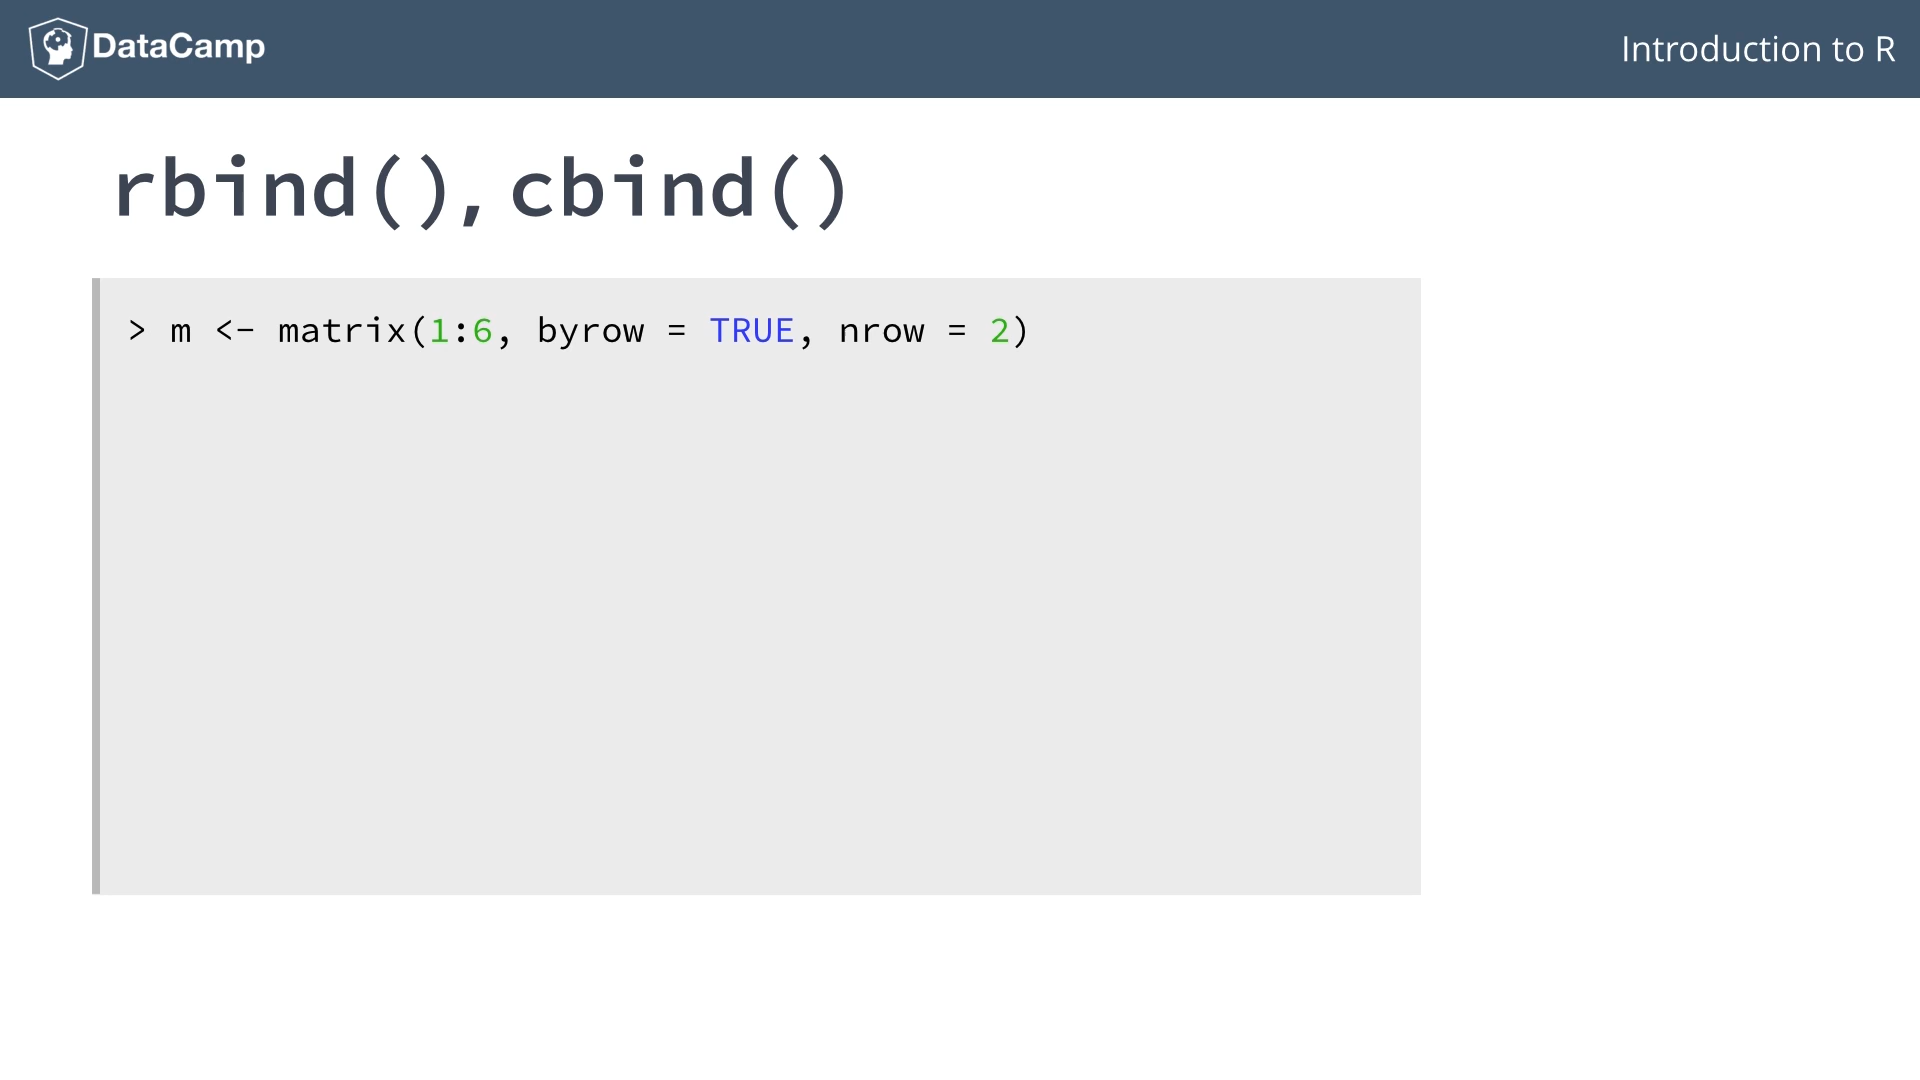 DataCamp
Introduction to R
rbind(), cbind()
> m <- matrix(1:6, byrow = TRUE, nrow = 2)